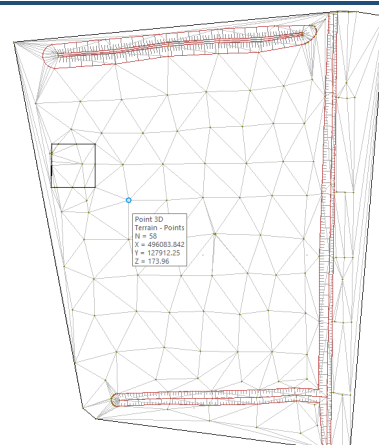 Point 3D
Terrain - Points
N = 58
X = 496083.842
Y = 127912.25
Z = 173.96